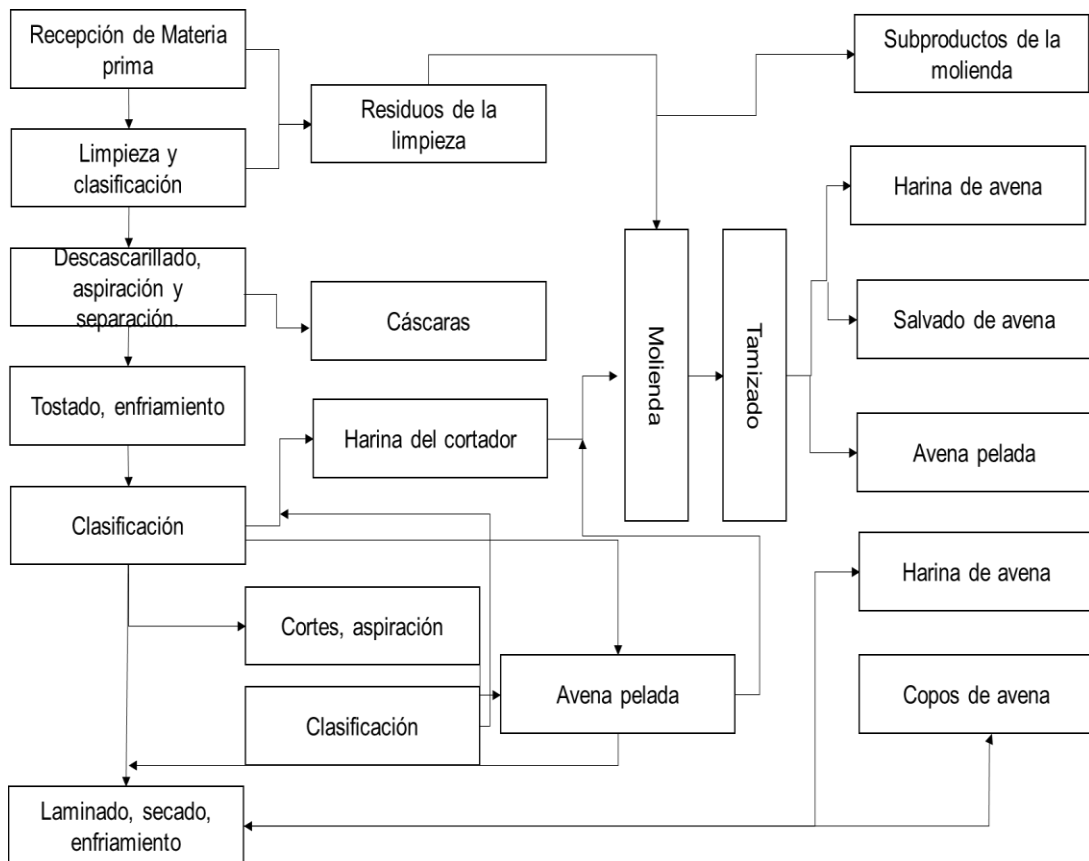 Recepción de Materia
prima
Limpieza y
clasificación
Descascarillado,
aspiración y
separación.
Tostado, enfriamiento
Clasificación
Laminado, secado,
enfriamiento
Residuos de la
limpieza
Cáscaras
Harina del cortador
Cortes, aspiración
Clasificación
Avena pelada
Molienda
Tamizado
Subproductos de la
molienda
Harina de avena
Salvado de avena
Avena pelada
Harina de avena
Copos de avena